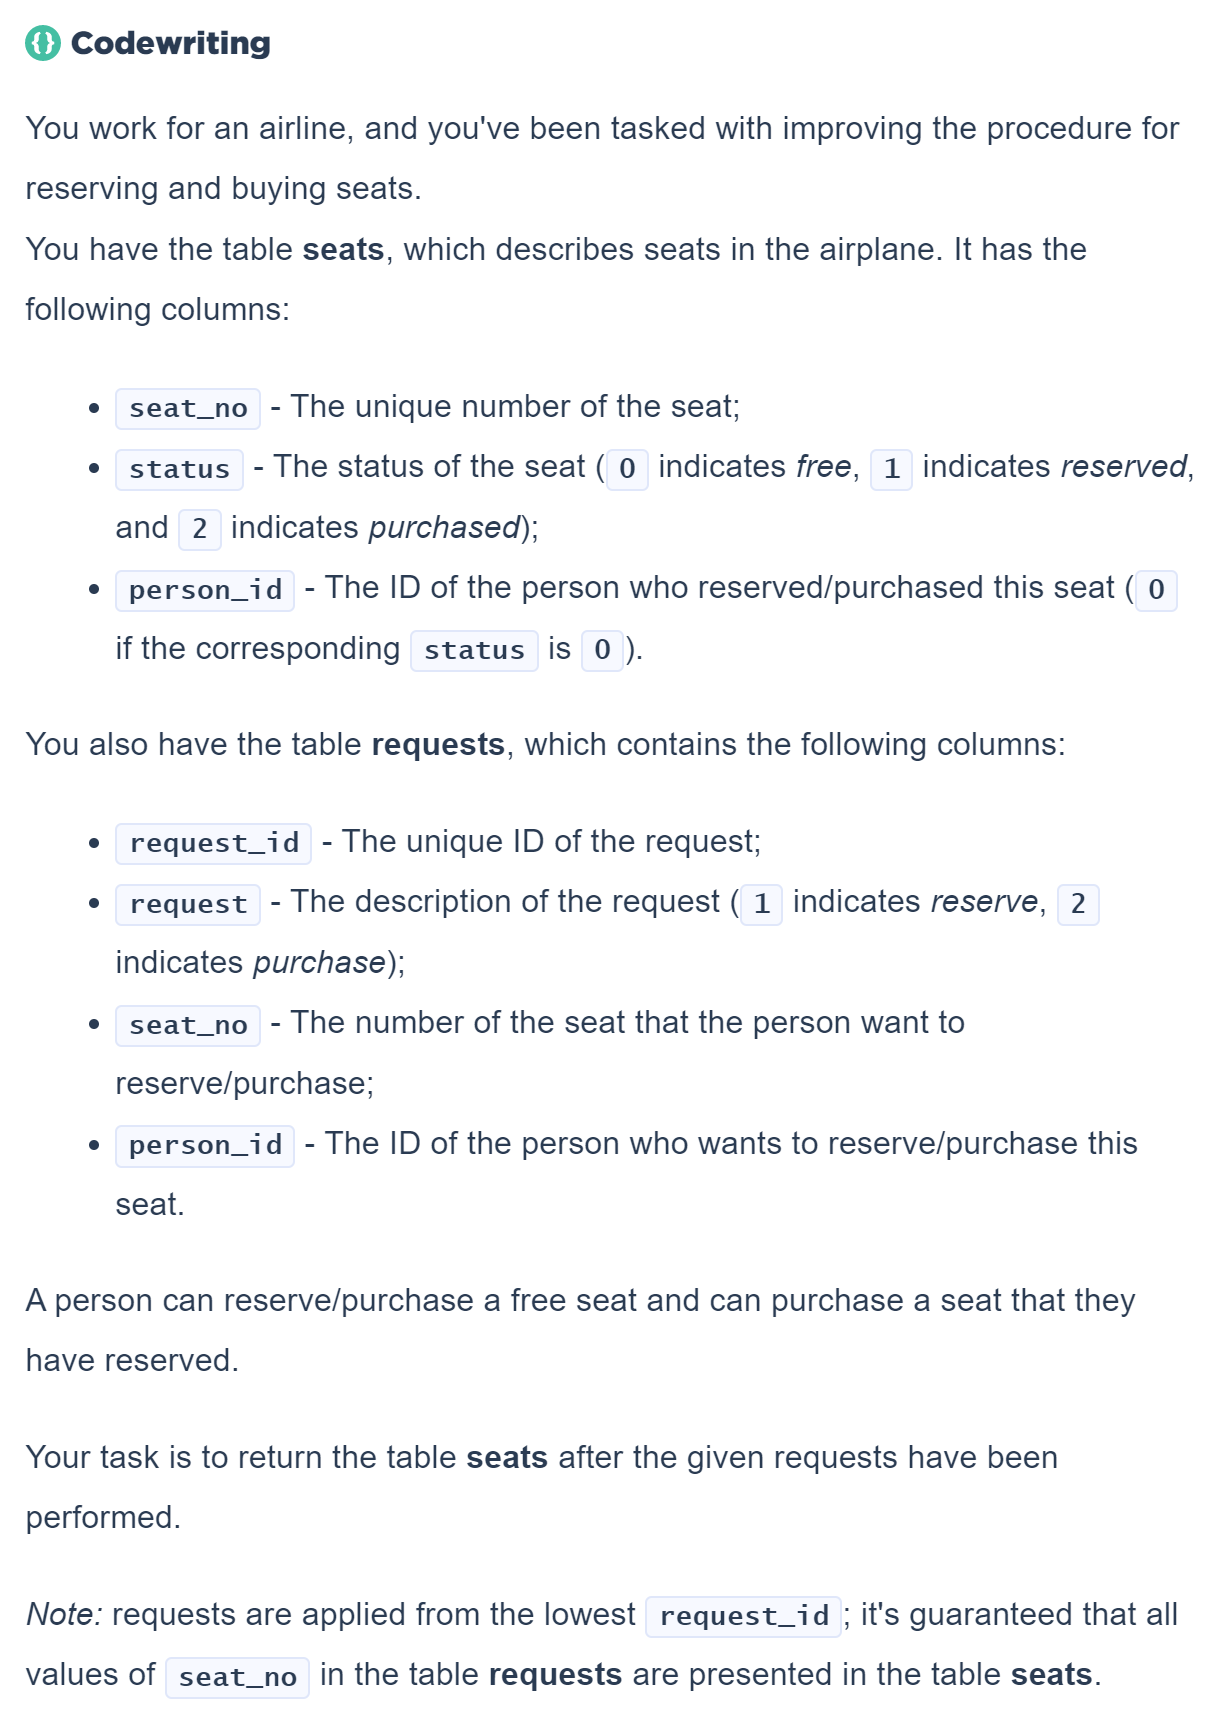 {} Codewriting
You work for an airline, and you've been tasked with improving the procedure for
reserving and buying seats.
You have the table seats, which describes seats in the airplane. It has the
following columns:
• seat_no - The unique number of the seat;
• status - The status of the seat ( 0 indicates free, 1 indicates reserved,
and 2 indicates purchased);
• person_id - The ID of the person who reserved/purchased this seat ( 0
if the corresponding status is 0 ).
You also have the table requests, which contains the following columns:
• request_id - The unique ID of the request;
• request - The description of the request ( 1 indicates reserve, 2
indicates purchase);
• seat_no - The number of the seat that the person want to
reserve/purchase;
• person_id - The ID of the person who wants to reserve/purchase this
seat.
A person can reserve/purchase a free seat and can purchase a seat that they
have reserved.
Your task is to return the table seats after the given requests have been
performed.
Note: requests are applied from the lowest request_id ; it's guaranteed that all
values of seat_no in the table requests are presented in the table seats.